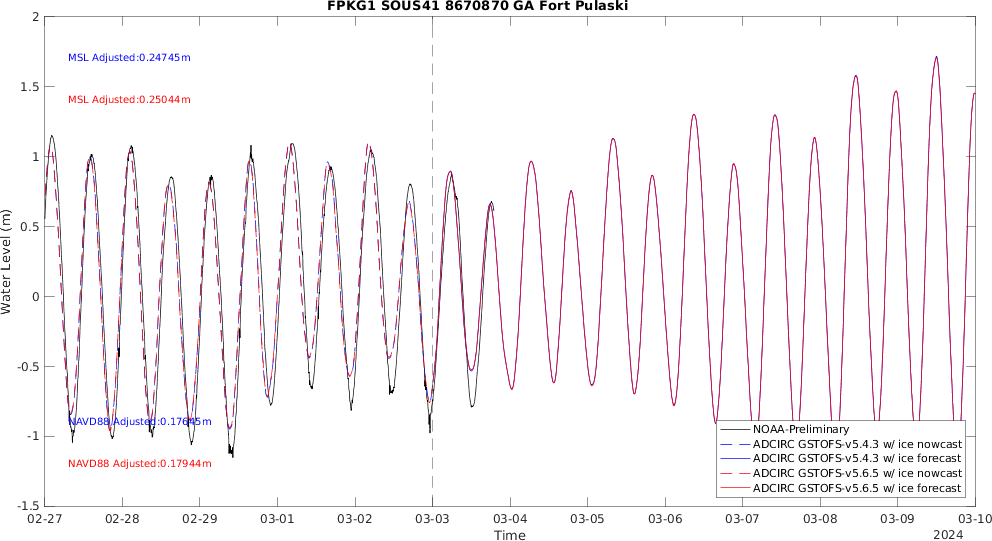 FPKG1 SOUS41 8670870 GA Fort Pulaski
Water Level (m)
2
1.5
1
0.5
0
-0.5
-1
-1.5
MSL Adjusted:0.24745m
MSL Adjusted:0.25044m
NAVD88 Adjusted:0.17645m
NAVD88 Adjusted:0.17944m
NOAA-Preliminary
ADCIRC GSTOFS-v5.4.3 w/ ice nowcast
ADCIRC GSTOFS-v5.4.3 w/ ice forecast
ADCIRC GSTOFS-v5.6.5 w/ ice nowcast
ADCIRC GSTOFS-v5.6.5 w/ ice forecast
02-27 02-28 02-29 03-01 03-02 03-03 03-04 03-05 03-06 03-07 03-08 03-09 03-10
Time
2024